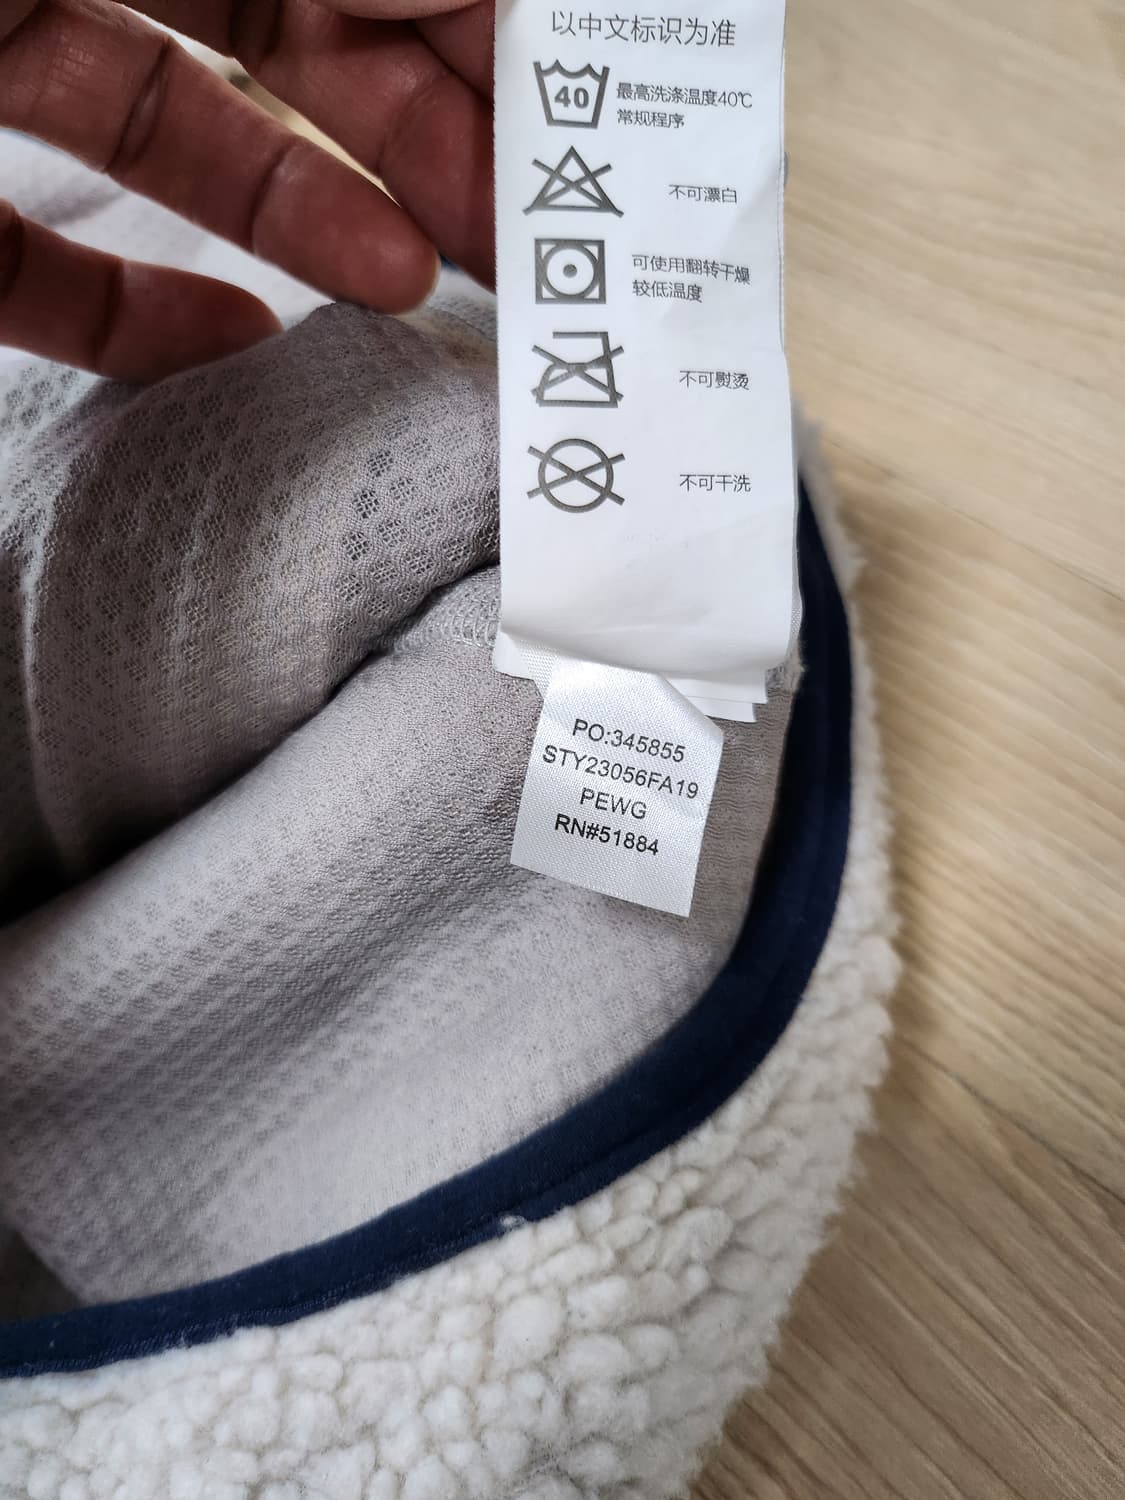 以中文标识为准
40
最高洗涤温度40℃
常规程序
不可漂白
可使用翻转干燥
较低温度
不可熨烫
不可干洗
PO:345855
STY23056FA19
PEWG
RN#51884